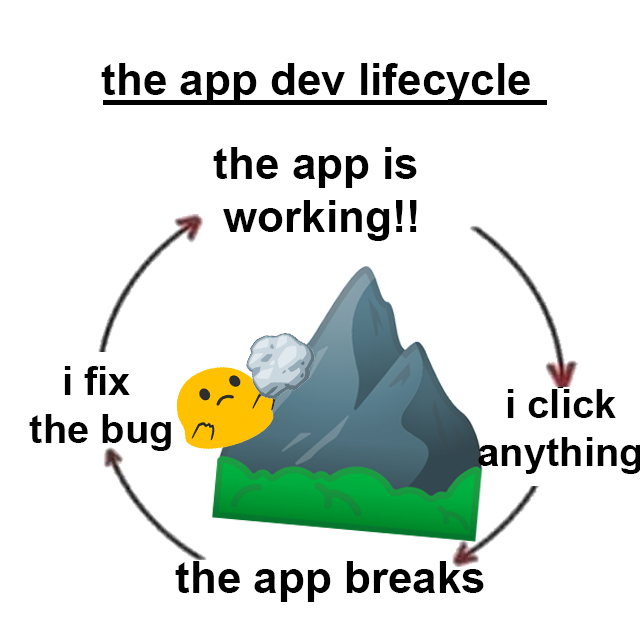 the app dev lifecycle
the app is
working!!
i click
anything
the app breaks
i fix
the bug